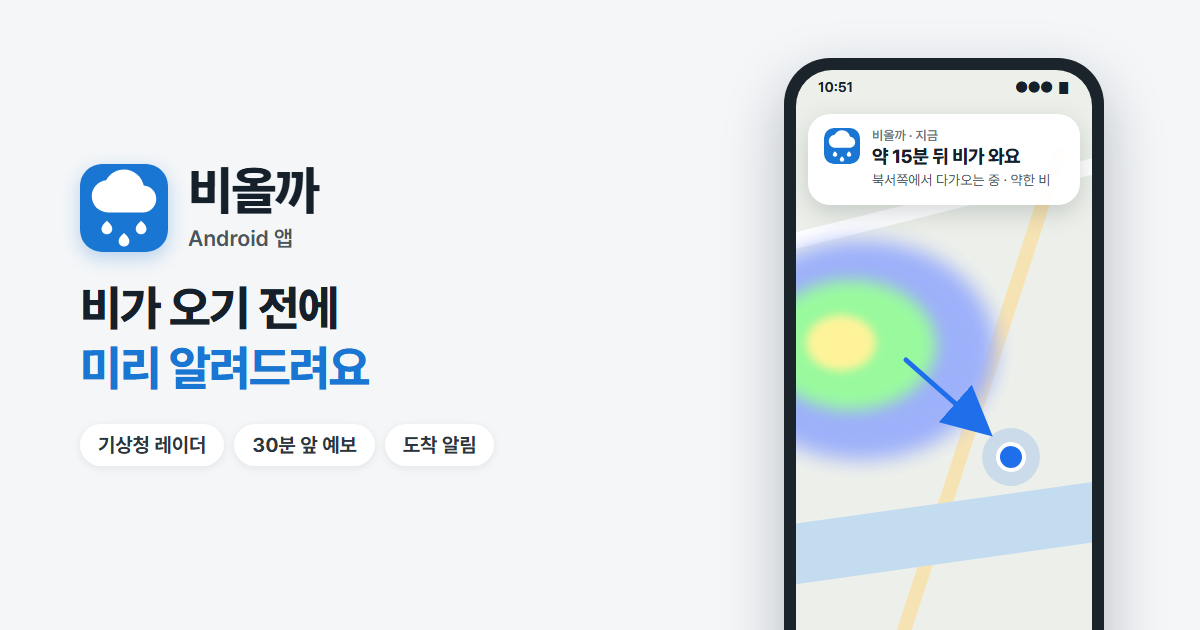 비올까
Android 앱
비가 오기 전에
미리 알려드려요
기상청 레이더
30분 앞 예보
도착 알림
10:51
비올까 · 지금
약 15분 뒤 비가 와요
북서쪽에서 다가오는 중 · 약한 비